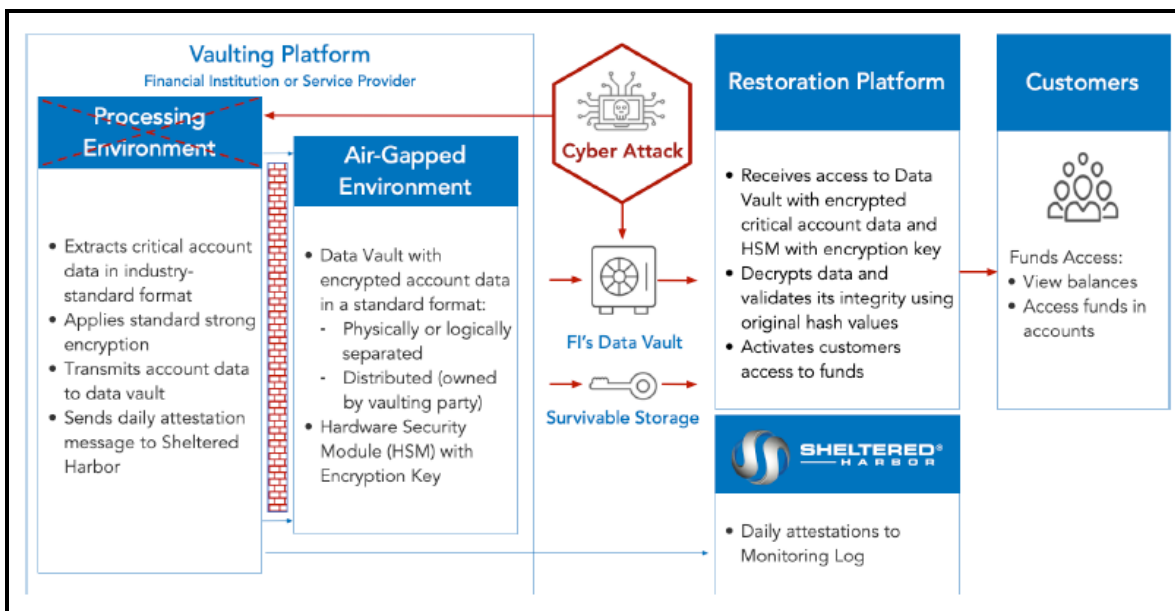 Vaulting Platform
Financial Institution or Service Provider
Processing
Environment
• Extracts critical account
data in industry-
standard format
• Applies standard strong
encryption
• Transmits account data
to data vault
• Sends daily attestation
message to Sheltered
Harbor
Air-Gapped
Environment
• Data Vault with
encrypted account data
in a standard format:
- Physically or logically
separated
- Distributed (owned
by vaulting party)
• Hardware Security
Module (HSM) with
Encryption Key
Cyber Attack
FI's Data Vault
Survivable Storage
Restoration Platform
• Receives access to Data
Vault with encrypted
critical account data and
HSM with encryption key
• Decrypts data and
validates its integrity using
original hash values
• Activates customers
access to funds
SHELTERED®
HARBOR
• Daily attestations to
Monitoring Log
Customers
Funds Access:
• View balances
• Access funds in
accounts